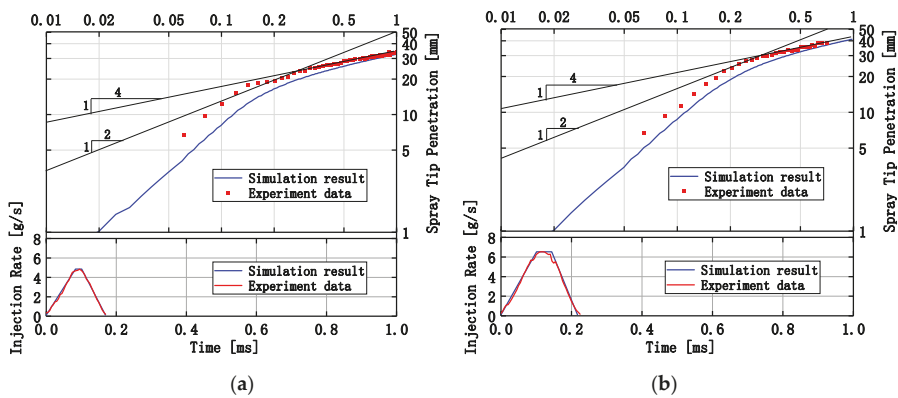 0.01 0.02 0.05 0.1 0.2 0.5 1
50
30
20
10
5
1
Spray Tip Penetration [mm]
4
1
2
1
Simulation result
Experiment data
Injection Rate [g/s]
8
6
4
2
0
Simulation result
Experiment data
0.0 0.2 0.4 0.6 0.8 1.0
Time [ms]
(a)
0.01 0.02 0.05 0.1 0.2 0.5 1
50
30
20
10
5
1
Spray Tip Penetration [mm]
4
1
2
1
Simulation result
Experiment data
Injection Rate [g/s]
8
6
4
2
0
Simulation result
Experiment data
0.0 0.2 0.4 0.6 0.8 1.0
Time [ms]
(b)